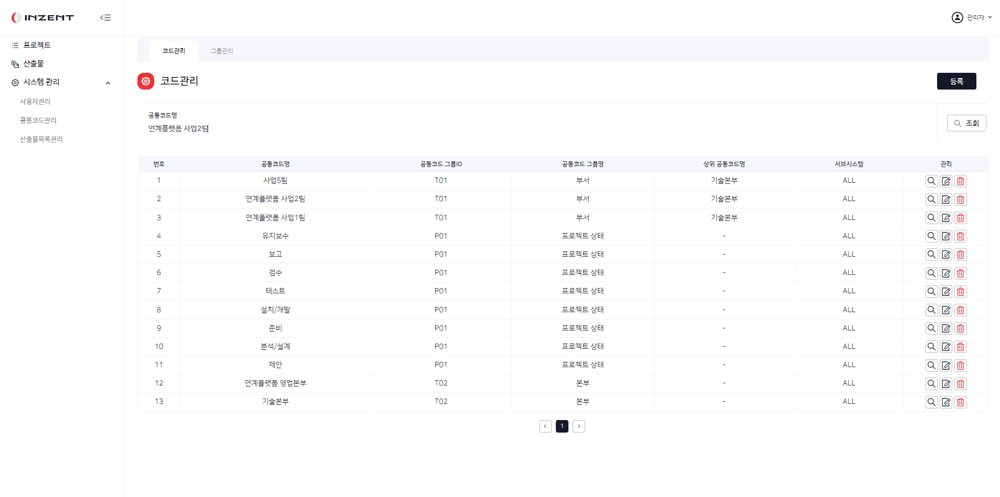 INZENT
관리자
프로젝트
산출물
시스템 관리
사용자관리
공통코드관리
산출물목록관리
코드관리 그룹관리
코드관리
등록
공통코드명
연계플랫폼 사업2팀
조회
번호 공통코드명 공통코드 그룹ID 공통코드 그룹명 상위 공통코드명 서브시스템 관리
1 사업5팀 T01 부서 기술본부 ALL
2 연계플랫폼 사업2팀 T01 부서 기술본부 ALL
3 연계플랫폼 사업1팀 T01 부서 기술본부 ALL
4 유지보수 P01 프로젝트 상태 - ALL
5 보고 P01 프로젝트 상태 - ALL
6 검수 P01 프로젝트 상태 - ALL
7 테스트 P01 프로젝트 상태 - ALL
8 설치/개발 P01 프로젝트 상태 - ALL
9 준비 P01 프로젝트 상태 - ALL
10 분석/설계 P01 프로젝트 상태 - ALL
11 제안 P01 프로젝트 상태 - ALL
12 연계플랫폼 영업본부 T02 본부 - ALL
13 기술본부 T02 본부 - ALL
1